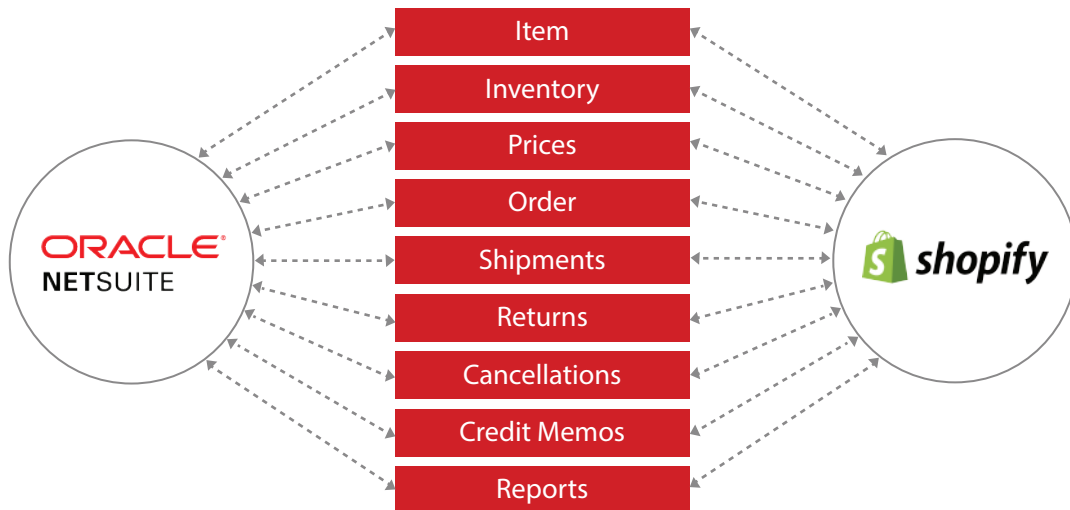 Item
Inventory
Prices
Order
Shipments
Returns
Cancellations
Credit Memos
Reports
ORACLE®
NETSUITE
S shopify